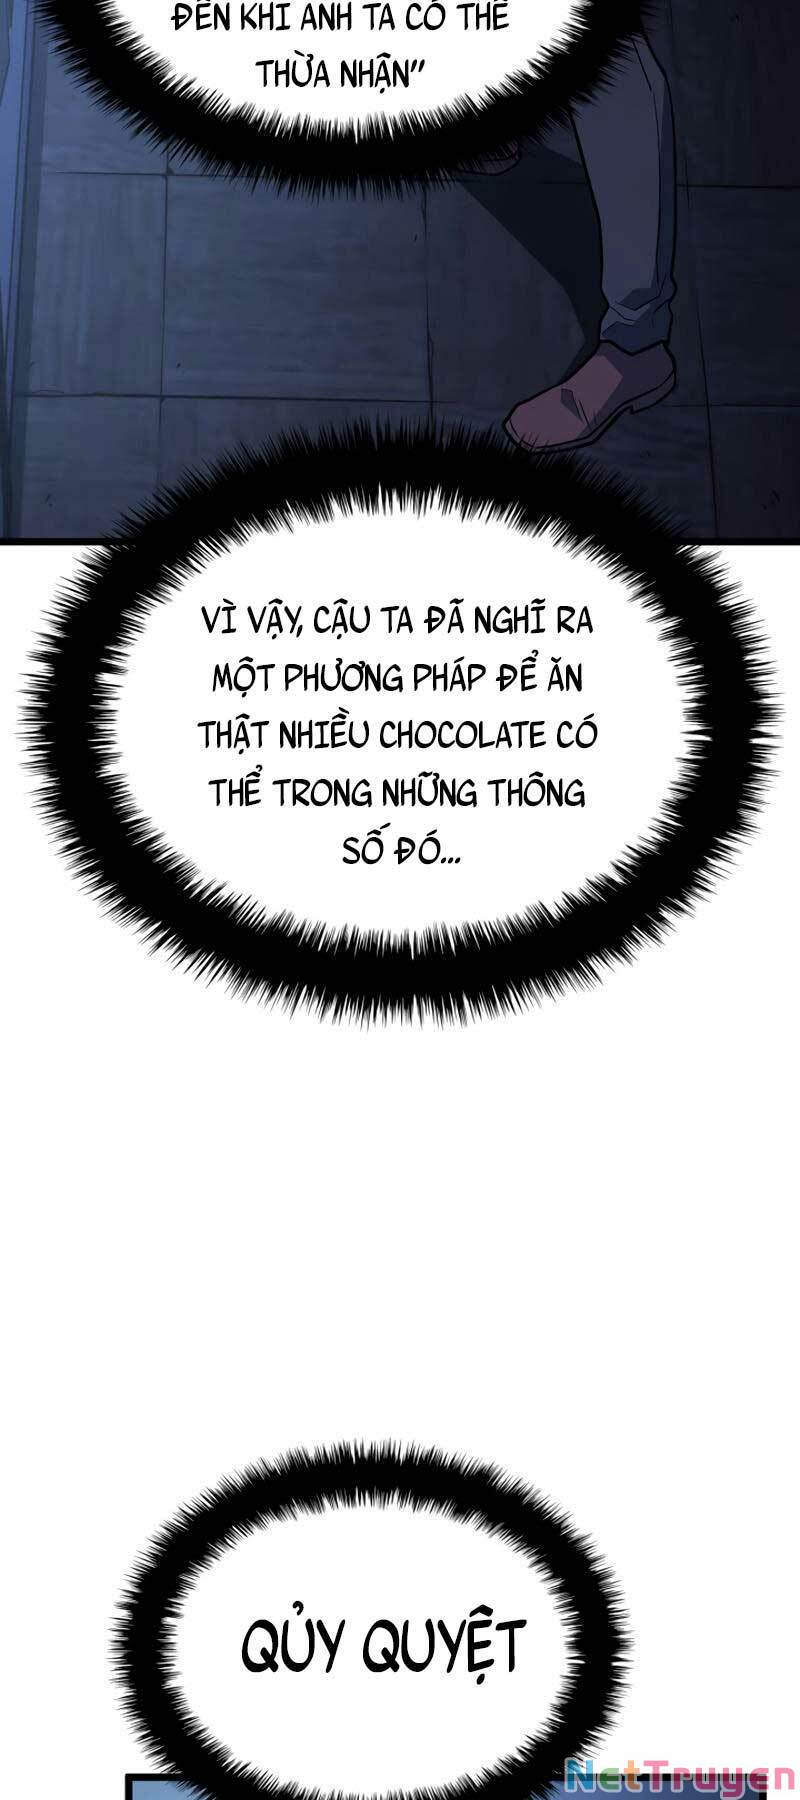 ĐẾN KHI ANH TA CÓ THỂ
THỪA NHẬN”
VÌ VẬY, CẬU TA ĐÃ NGHĨ RA
MỘT PHƯƠNG PHÁP ĐỂ ĂN
THẬT NHIỀU CHOCOLATE CÓ
THỂ TRONG NHỮNG THÔNG
SỐ ĐÓ...
QỦY QUYỆT
NetTruyen